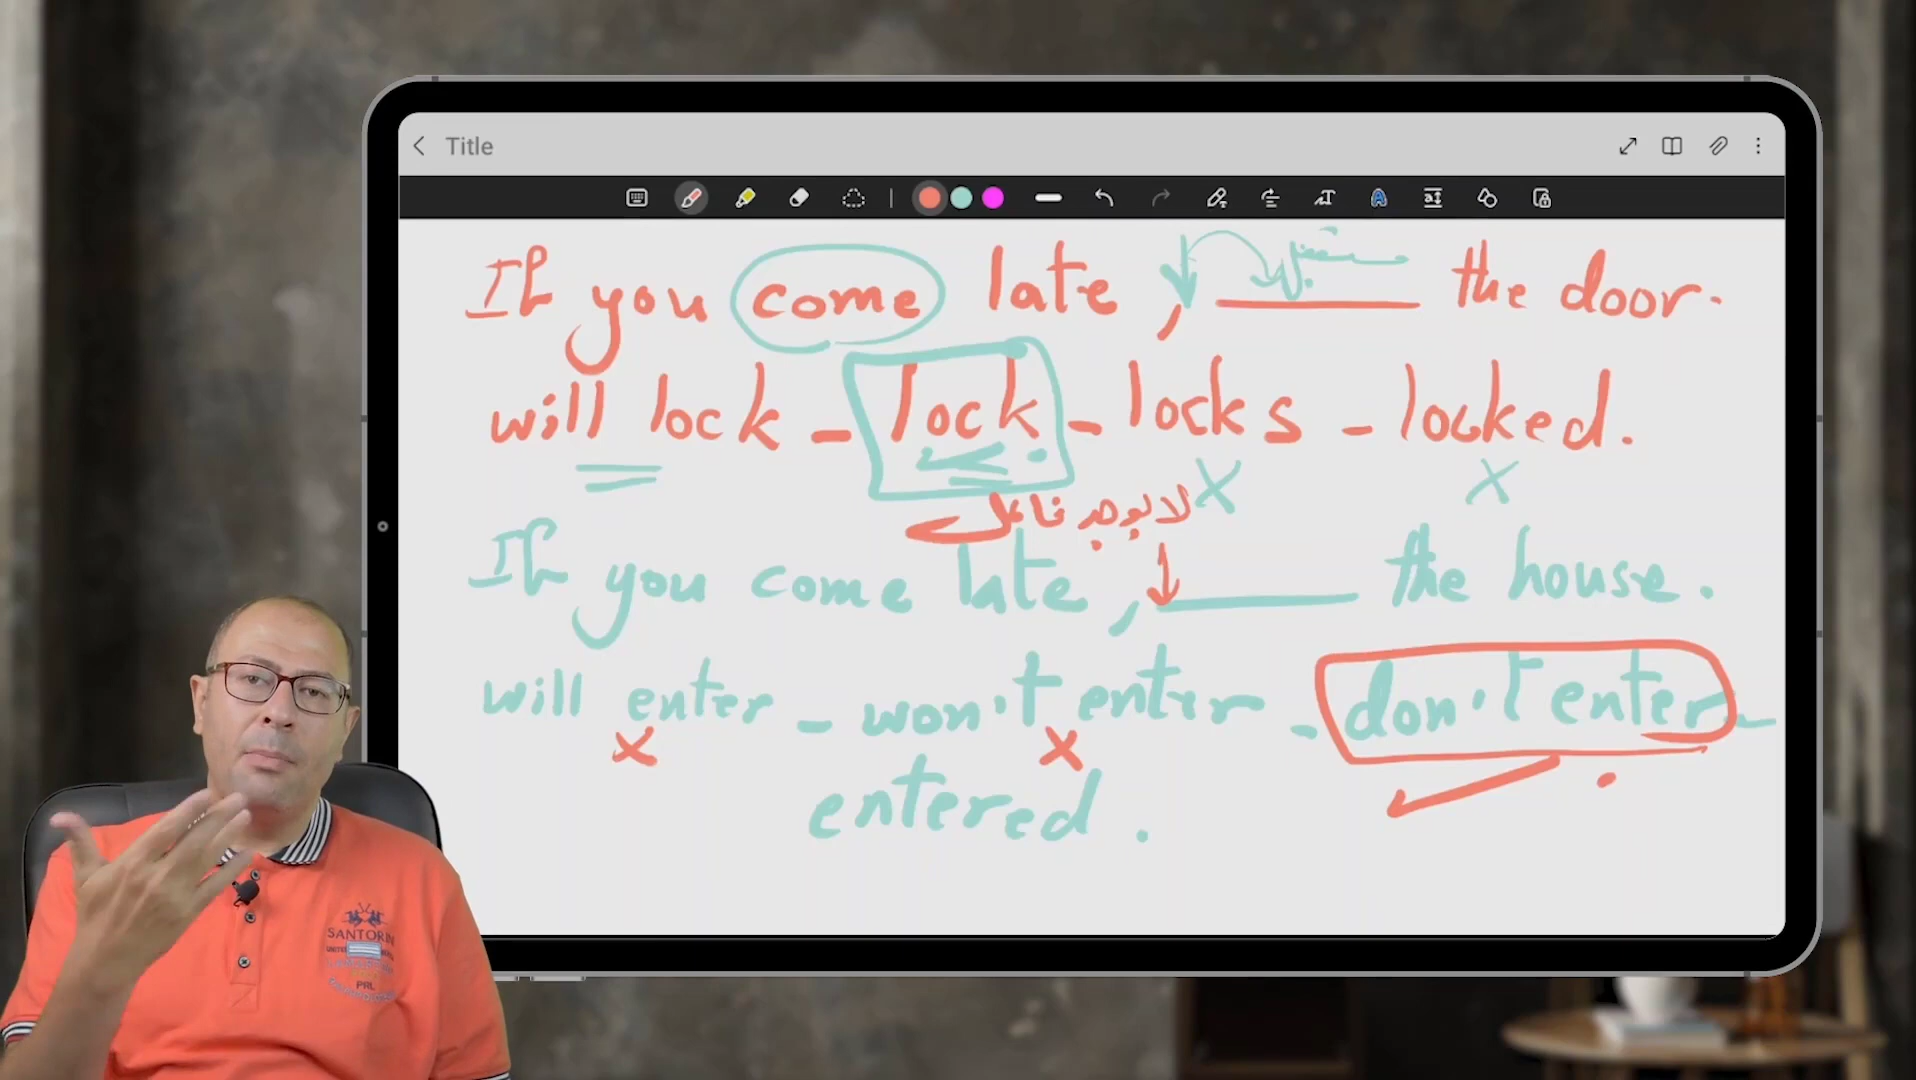 Title
If you come late , ______ the door.
will lock - lock - locks - locked.
لا يوجد فاعل
If you come late , ______ the house.
will enter - won't enter - don't enter -
entered .
SANTORINI
PRL